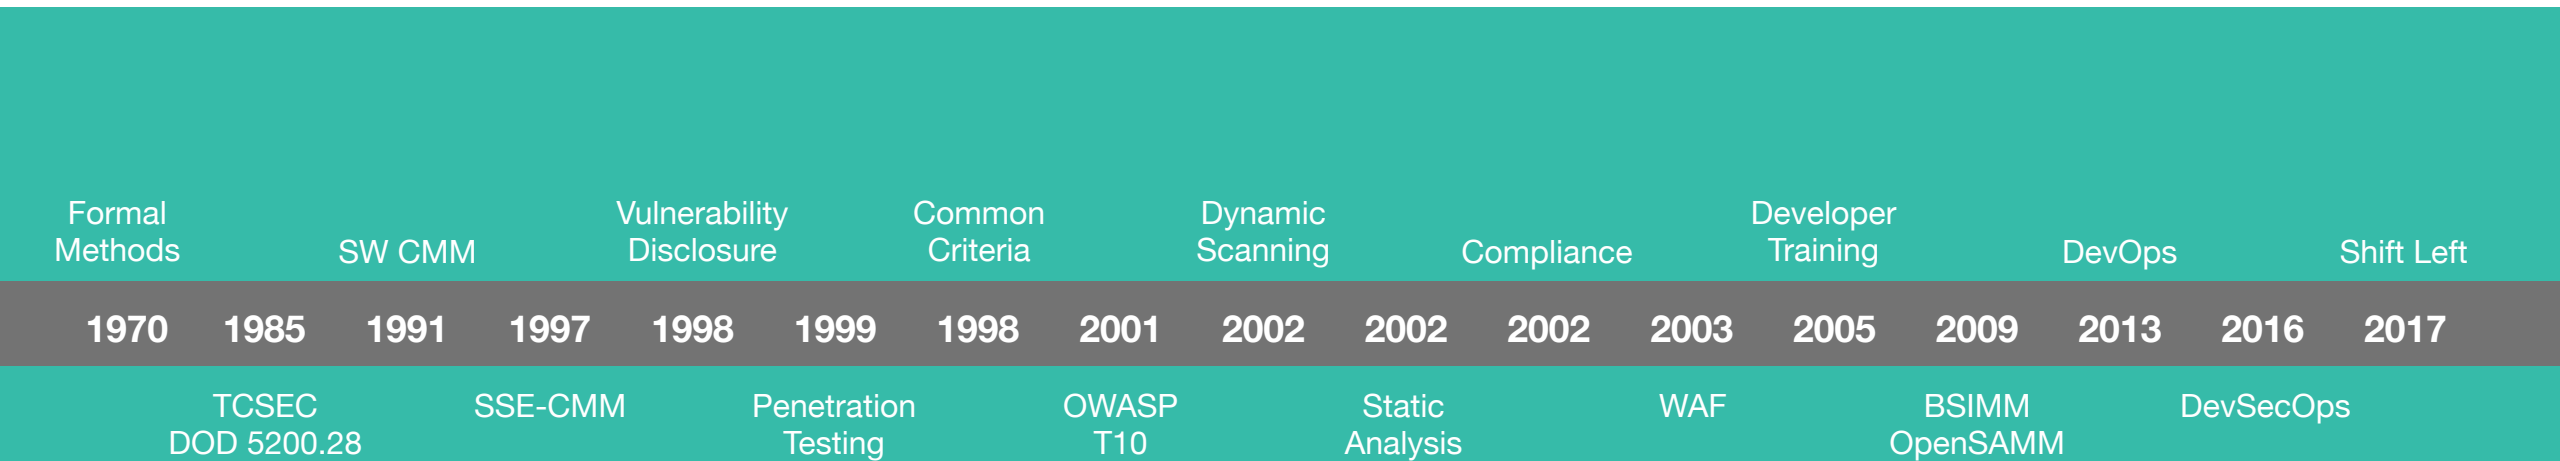 Formal
Methods
SW CMM
Vulnerability
Disclosure
Common
Criteria
Dynamic
Scanning
Compliance
Developer
Training
DevOps
Shift Left
1970 1985 1991 1997 1998 1999 1998 2001 2002 2002 2002 2003 2005 2009 2013 2016 2017
TCSEC
DOD 5200.28
SSE-CMM
Penetration
Testing
OWASP
T10
Static
Analysis
WAF
BSIMM
OpenSAMM
DevSecOps